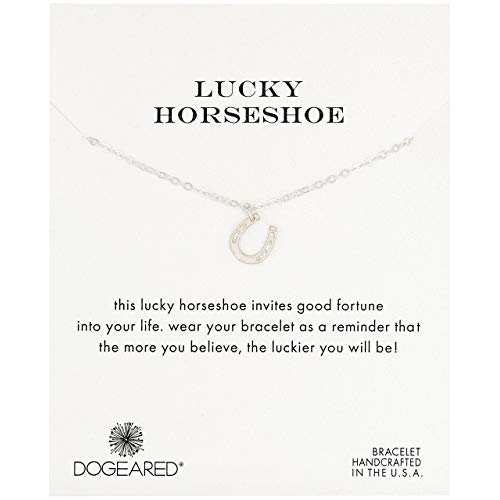 LUCKY
HORSESHOE
this lucky horseshoe invites good fortune
into your life. wear your bracelet as a reminder that
the more you believe, the luckier you will be!
DOGEARED®
BRACELET
HANDCRAFTED
IN THE U.S.A.